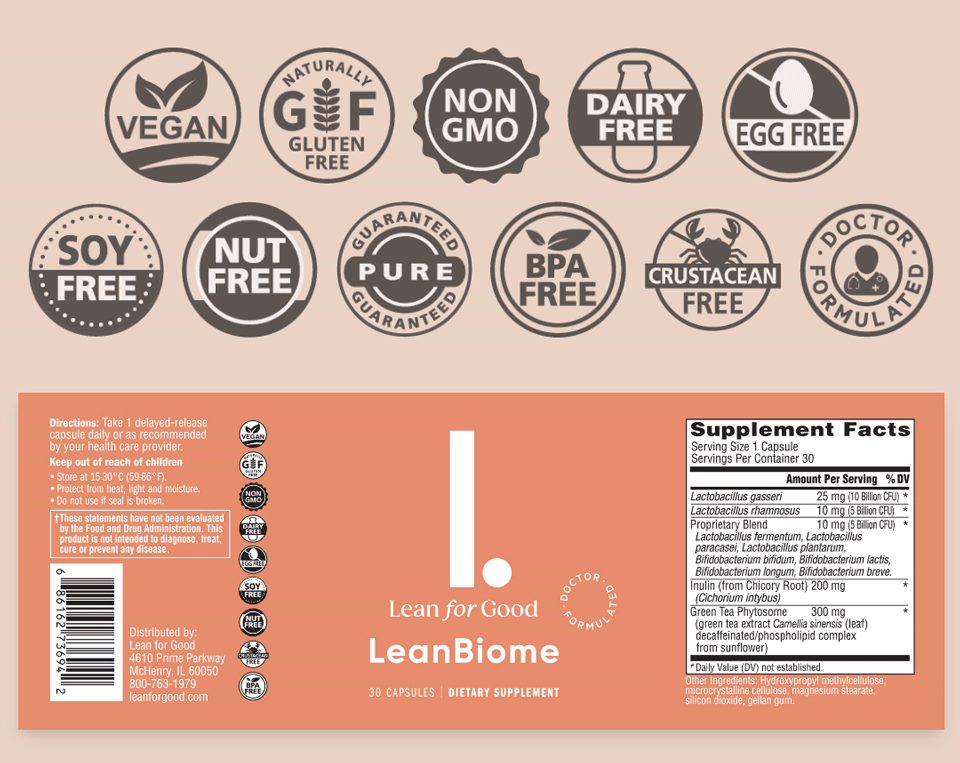 VEGAN
NATURALLY
G F
GLUTEN
FREE
NON
GMO
DAIRY
FREE
EGG FREE
SOY
FREE
NUT
FREE
GUARANTEED
PURE
GUARANTEED
BPA
FREE
CRUSTACEAN
FREE
DOCTOR
FORMULATED
Directions: Take 1 delayed-release
capsule daily or as recommended
by your health care provider.
Keep out of reach of children
• Store at 15-30°C (59-86°F).
• Protect from heat, light and moisture.
• Do not use if seal is broken.
†These statements have not been evaluated
by the Food and Drug Administration. This
product is not intended to diagnose, treat,
cure or prevent any disease.
6 86162 73694 2
Distributed by:
Lean for Good
4610 Prime Parkway
McHenry, IL 60050
800-763-1979
leanforgood.com
VEGAN
NATURALLY
G F
GLUTEN
FREE
NON
GMO
DAIRY
FREE
EGG FREE
SOY
FREE
NUT
FREE
CRUSTACEAN
FREE
BPA
FREE
l.
Lean for Good
DOCTOR
FORMULATED
LeanBiome
30 CAPSULES | DIETARY SUPPLEMENT
Supplement Facts
Serving Size 1 Capsule
Servings Per Container 30
Amount Per Serving % DV
Lactobacillus gasseri 25 mg (10 Billion CFU) *
Lactobacillus rhamnosus 10 mg (5 Billion CFU) *
Proprietary Blend 10 mg (5 Billion CFU) *
Lactobacillus fermentum, Lactobacillus
paracasei, Lactobacillus plantarum,
Bifidobacterium bifidum, Bifidobacterium lactis,
Bifidobacterium longum, Bifidobacterium breve.
Inulin (from Chicory Root) 200 mg *
(Cichorium intybus)
Green Tea Phytosome 300 mg *
(green tea extract Camellia sinensis (leaf)
decaffeinated/phospholipid complex
from sunflower)
*Daily Value (DV) not established.
Other Ingredients: Hydroxypropyl methylcellulose,
microcrystalline cellulose, magnesium stearate,
silicon dioxide, gellan gum.